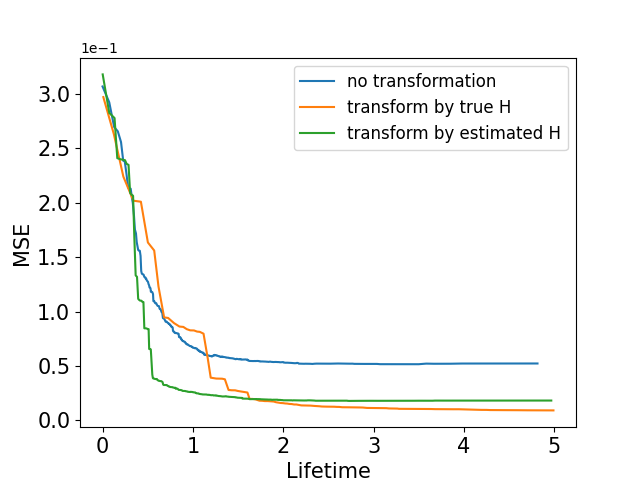 1e−1
3.0
2.5
2.0
1.5
1.0
0.5
0.0
MSE
no transformation
transform by true H
transform by estimated H
0 1 2 3 4 5
Lifetime